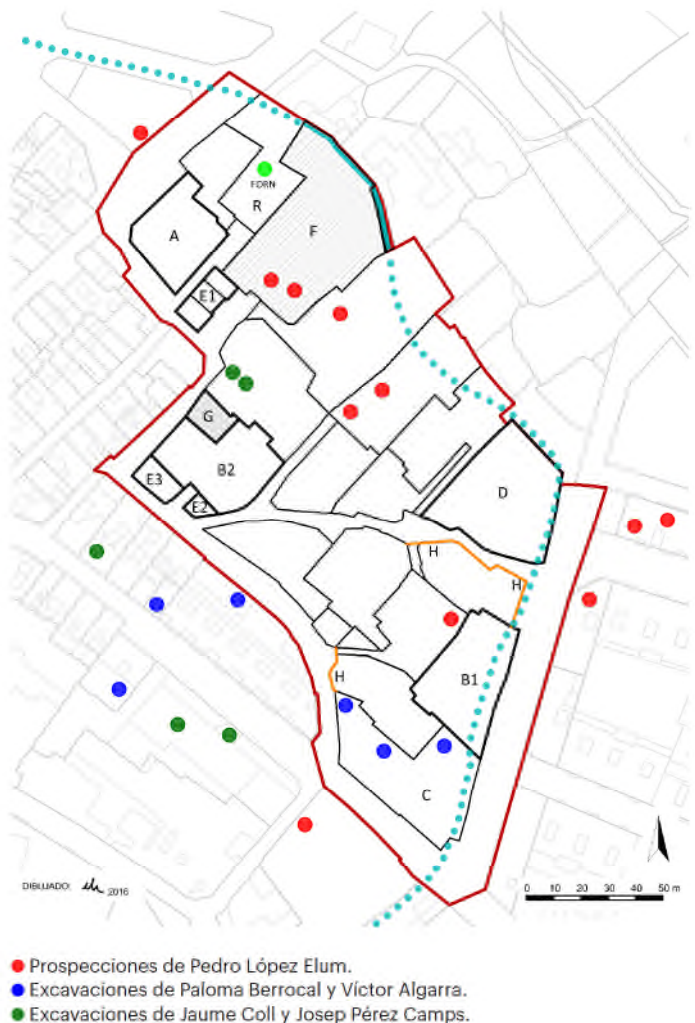 FORN
R
A
F
E1
G
B2
E3
E2
D
H
H
H
B1
C
DIBUJADO: eh 2016
0 10 20 30 40 50 m
Prospecciones de Pedro López Elum.
Excavaciones de Paloma Berrocal y Víctor Algarra.
Excavaciones de Jaume Coll y Josep Pérez Camps.